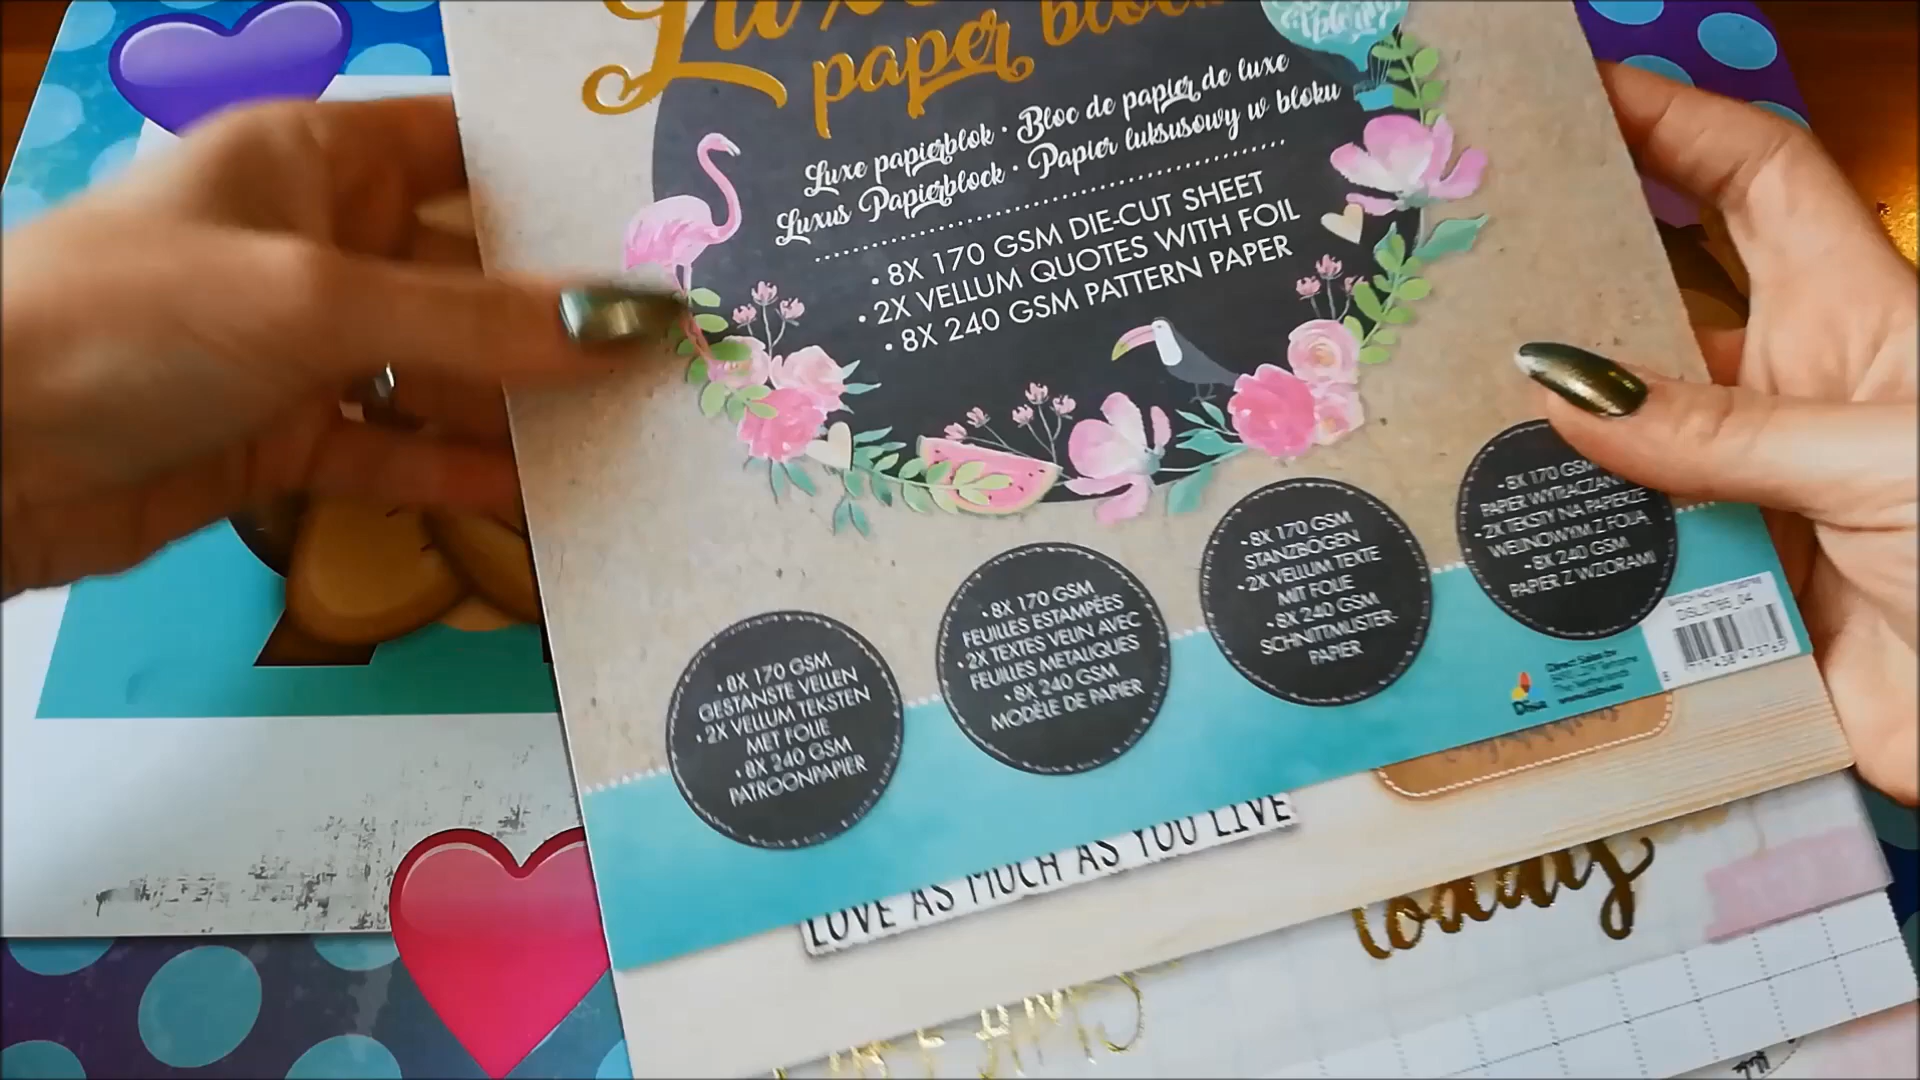 Luxe
paper block
Luxe papierblok · Bloc de papier de luxe
Luxus Papierblock · Papier luksusowy w bloku
• 8X 170 GSM DIE-CUT SHEET
• 2X VELLUM QUOTES WITH FOIL
• 8X 240 GSM PATTERN PAPER
• 8X 170 GSM
GESTANSTE VELLEN
• 2X VELLUM TEKSTEN
MET FOLIE
• 8X 240 GSM
PATROONPAPIER
• 8X 170 GSM
FEUILLES ESTAMPÉES
• 2X TEXTES VELIN AVEC
FEUILLES METALIQUES
• 8X 240 GSM
MODÈLE DE PAPIER
• 8X 170 GSM
STANZBÖGEN
• 2X VELLUM TEXTE
MIT FOLIE
• 8X 240 GSM
SCHNITTMUSTER-
PAPIER
• 8X 170 GSM
PAPIER
• 2X TEKSTY NA PAPIERZE
WELINOWYM Z FOLIĄ
• 8X 240 GSM
PAPIER Z WZORAMI
Direct Sales bv
LOVE AS MUCH AS YOU LIVE
today